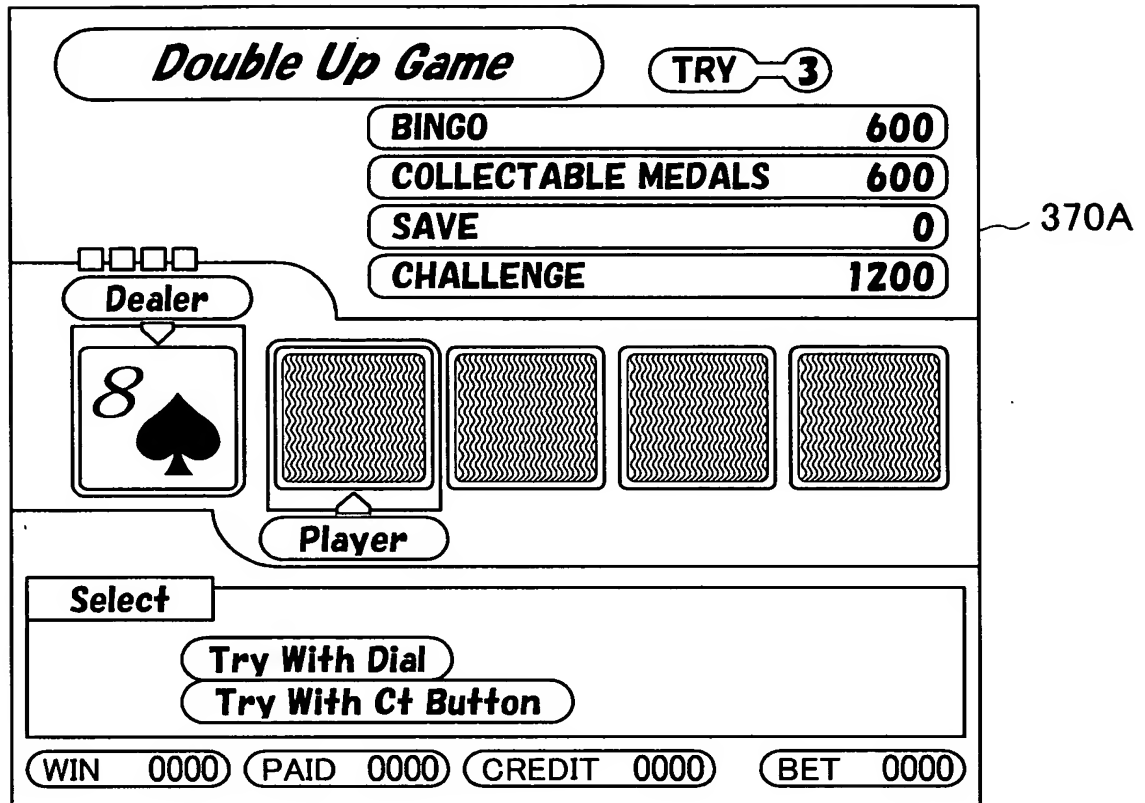 Double Up Game TRY 3
BINGO 600
COLLECTABLE MEDALS 600
SAVE 0
370A
CHALLENGE 1200
Dealer
8
Player
Select
Try With Dial
Try With Ct Button
WIN 0000 PAID 0000 CREDIT 0000 BET 0000